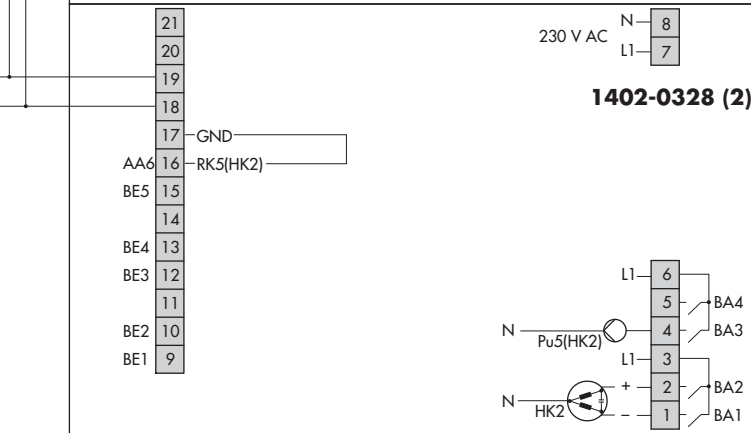 21
20
19
18
17 GND
AA6 16 RK5(HK2)
BE5 15
14
BE4 13
BE3 12
11
BE2 10
BE1 9
N 8
230 V AC
L1 7
1402-0328 (2)
L1 6
5 BA4
N Pu5(HK2) 4 BA3
L1 3
+ 2 BA2
N HK2
– 1 BA1